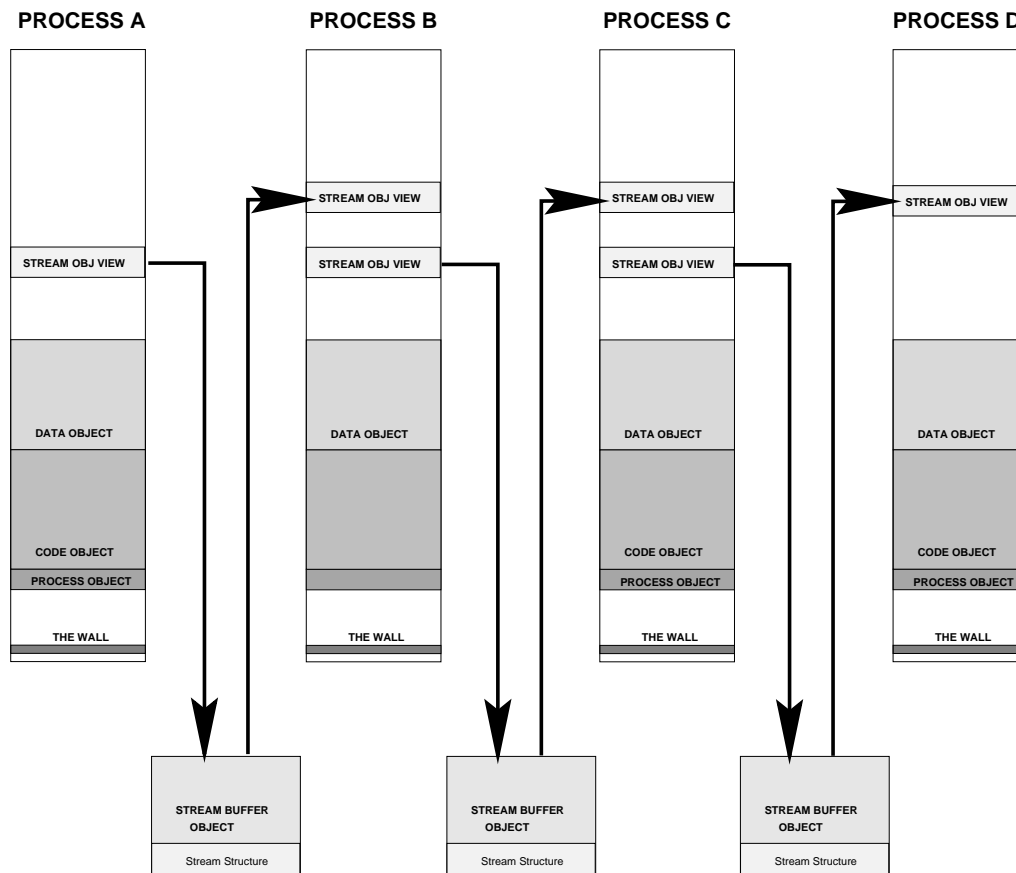 PROCESS A
PROCESS B
PROCESS C
PROCESS D
STREAM OBJ VIEW
STREAM OBJ VIEW
STREAM OBJ VIEW
STREAM OBJ VIEW
STREAM OBJ VIEW
STREAM OBJ VIEW
DATA OBJECT
DATA OBJECT
DATA OBJECT
DATA OBJECT
CODE OBJECT
CODE OBJECT
CODE OBJECT
PROCESS OBJECT
PROCESS OBJECT
PROCESS OBJECT
THE WALL
THE WALL
THE WALL
THE WALL
STREAM BUFFER
OBJECT
STREAM BUFFER
OBJECT
STREAM BUFFER
OBJECT
Stream Structure
Stream Structure
Stream Structure